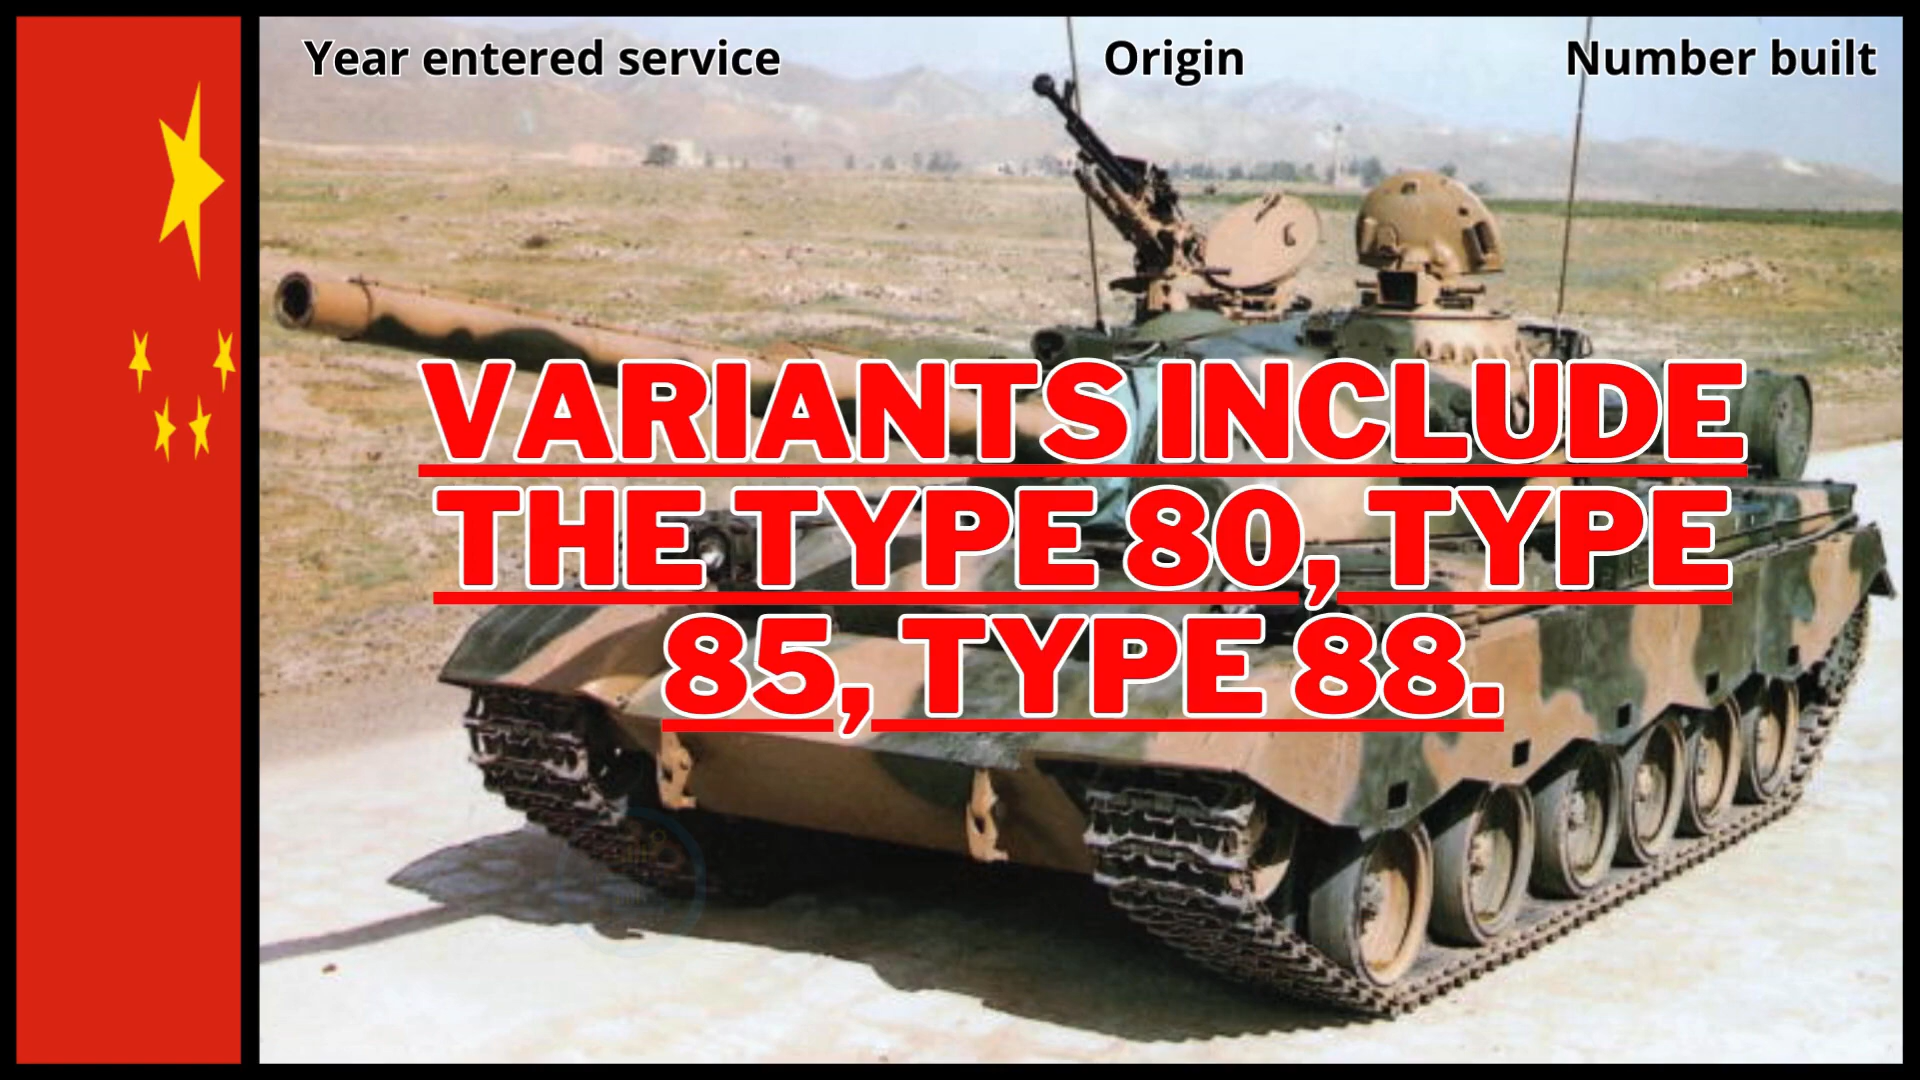 Year entered service Origin Number built
VARIANTS INCLUDE
THE TYPE 80, TYPE
85, TYPE 88.